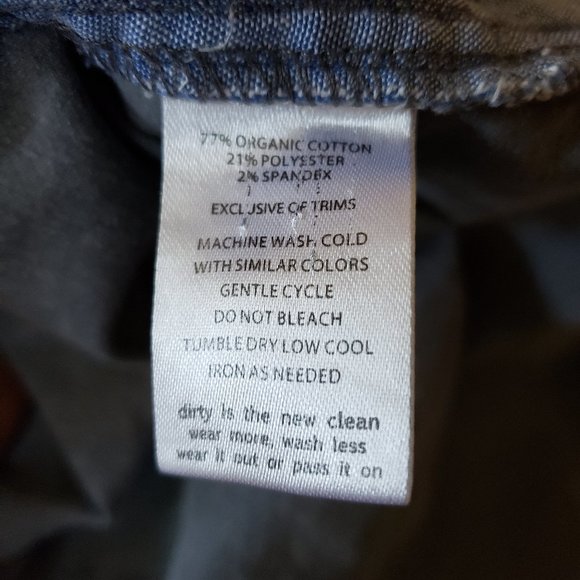 77% ORGANIC COTTON
21% POLYESTER
2% SPANDEX
EXCLUSIVE OF TRIMS
MACHINE WASH COLD
WITH SIMILAR COLORS
GENTLE CYCLE
DO NOT BLEACH
TUMBLE DRY LOW COOL
IRON AS NEEDED
dirty is the new clean
wear more, wash less
wear it out or pass it on